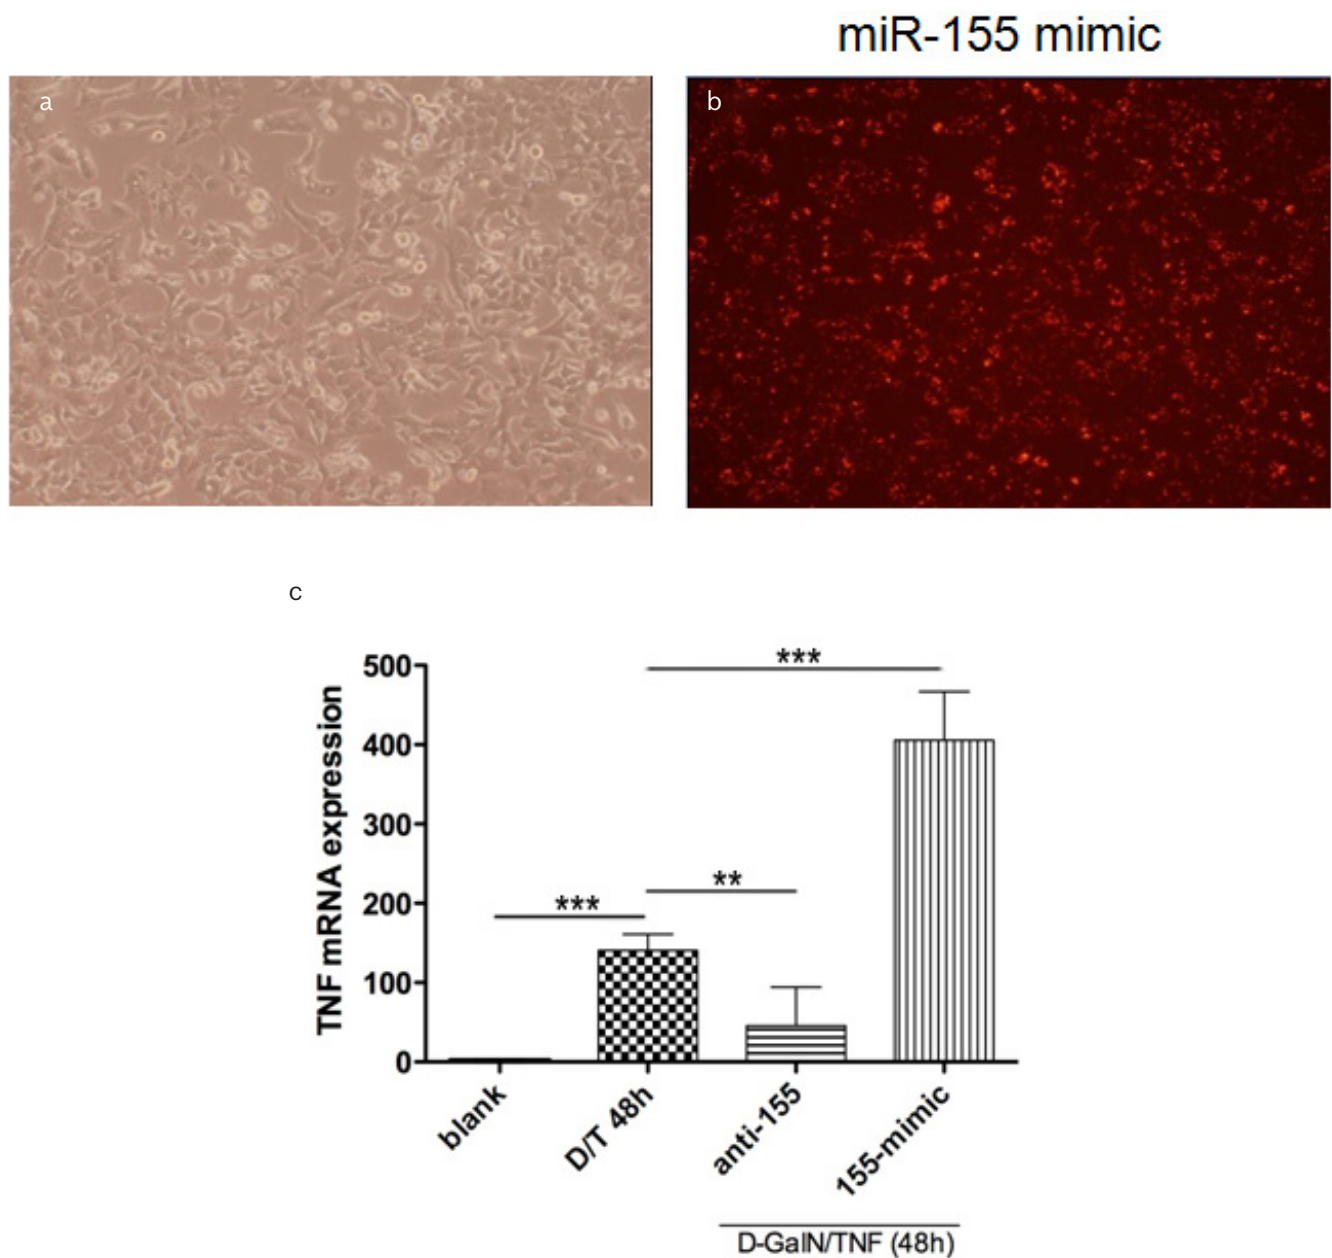 miR-155 mimic
a
b
c
TNF mRNA expression
500
400
300
200
100
0
***
**
***
blank
D/T 48h
anti-155
155-mimic
D-GalN/TNF (48h)